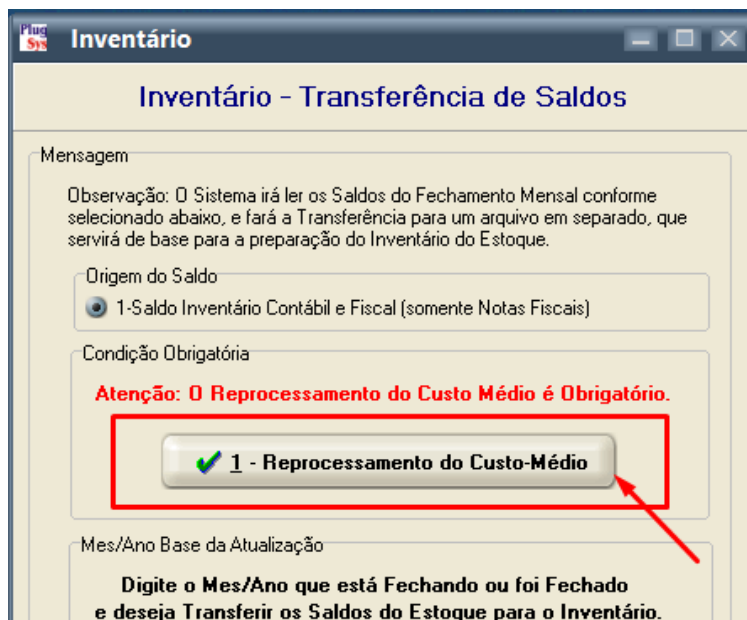 Plug
Sys
Inventário
Inventário - Transferência de Saldos
Mensagem
Observação: O Sistema irá ler os Saldos do Fechamento Mensal conforme
selecionado abaixo, e fará a Transferência para um arquivo em separado, que
servirá de base para a preparação do Inventário do Estoque.
Origem do Saldo
1-Saldo Inventário Contábil e Fiscal (somente Notas Fiscais)
Condição Obrigatória
Atenção: O Reprocessamento do Custo Médio é Obrigatório.
1 - Reprocessamento do Custo-Médio
Mes/Ano Base da Atualização
Digite o Mes/Ano que está Fechando ou foi Fechado
e deseja Transferir os Saldos do Estoque para o Inventário.